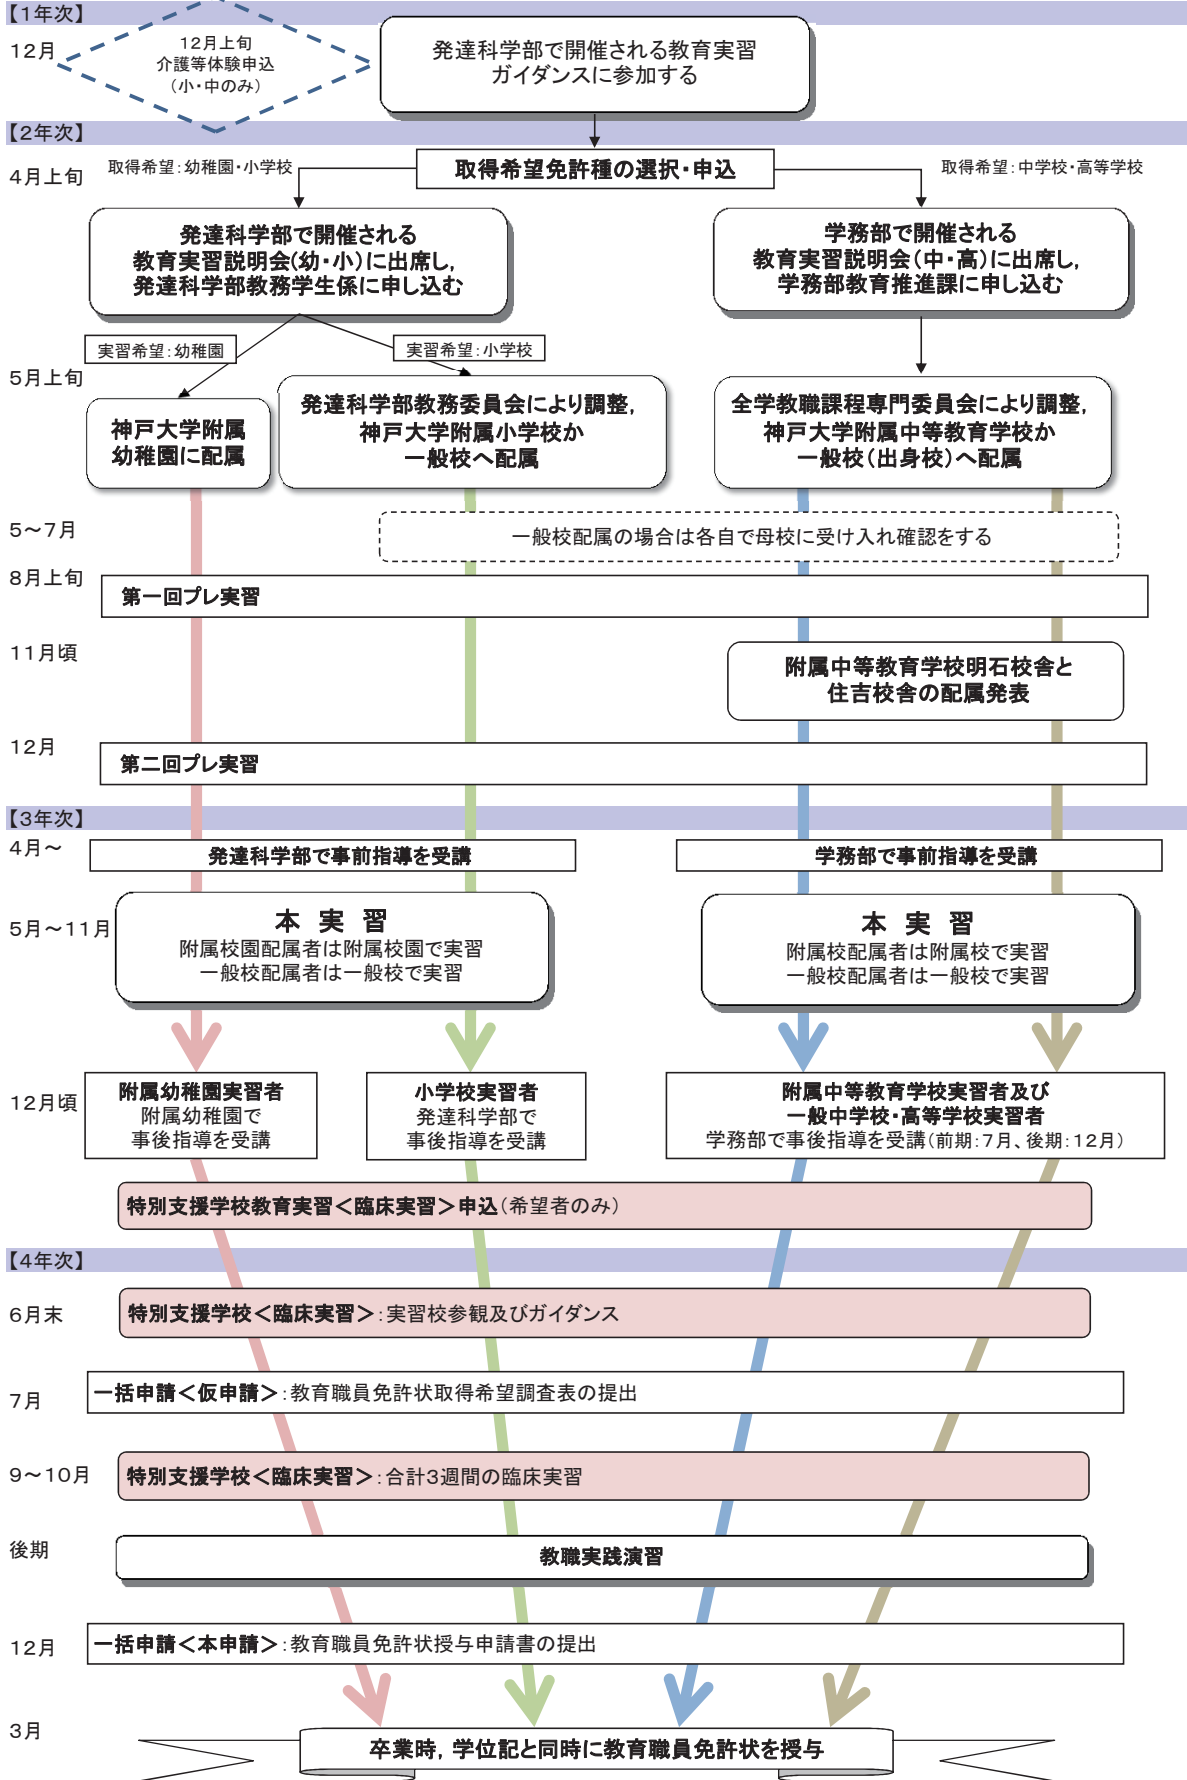 【1年次】
12月
12月上旬
介護等体験申込
(小・中のみ)
発達科学部で開催される教育実習
ガイダンスに参加する
【2年次】
4月上旬
取得希望:幼稚園・小学校
取得希望免許種の選択・申込
取得希望:中学校・高等学校
発達科学部で開催される
教育実習説明会(幼・小)に出席し,
発達科学部教務学生係に申し込む
学務部で開催される
教育実習説明会(中・高)に出席し,
学務部教育推進課に申し込む
実習希望:幼稚園
実習希望:小学校
5月上旬
神戸大学附属
幼稚園に配属
発達科学部教務委員会により調整,
神戸大学附属小学校か
一般校へ配属
全学教職課程専門委員会により調整,
神戸大学附属中等教育学校か
一般校(出身校)へ配属
5~7月
一般校配属の場合は各自で母校に受け入れ確認をする
8月上旬
第一回プレ実習
11月頃
附属中等教育学校明石校舎と
住吉校舎の配属発表
12月
第二回プレ実習
【3年次】
4月~
発達科学部で事前指導を受講
学務部で事前指導を受講
5月~11月
本 実 習
附属校園配属者は附属校園で実習
一般校配属者は一般校で実習
本 実 習
附属校配属者は附属校で実習
一般校配属者は一般校で実習
12月頃
附属幼稚園実習者
附属幼稚園で
事後指導を受講
小学校実習者
発達科学部で
事後指導を受講
附属中等教育学校実習者及び
一般中学校・高等学校実習者
学務部で事後指導を受講(前期:7月、後期:12月)
特別支援学校教育実習<臨床実習>申込(希望者のみ)
【4年次】
6月末
特別支援学校<臨床実習>:実習校参観及びガイダンス
7月
一括申請<仮申請>:教育職員免許状取得希望調査表の提出
9~10月
特別支援学校<臨床実習>:合計3週間の臨床実習
後期
教職実践演習
12月
一括申請<本申請>:教育職員免許状授与申請書の提出
3月
卒業時,学位記と同時に教育職員免許状を授与